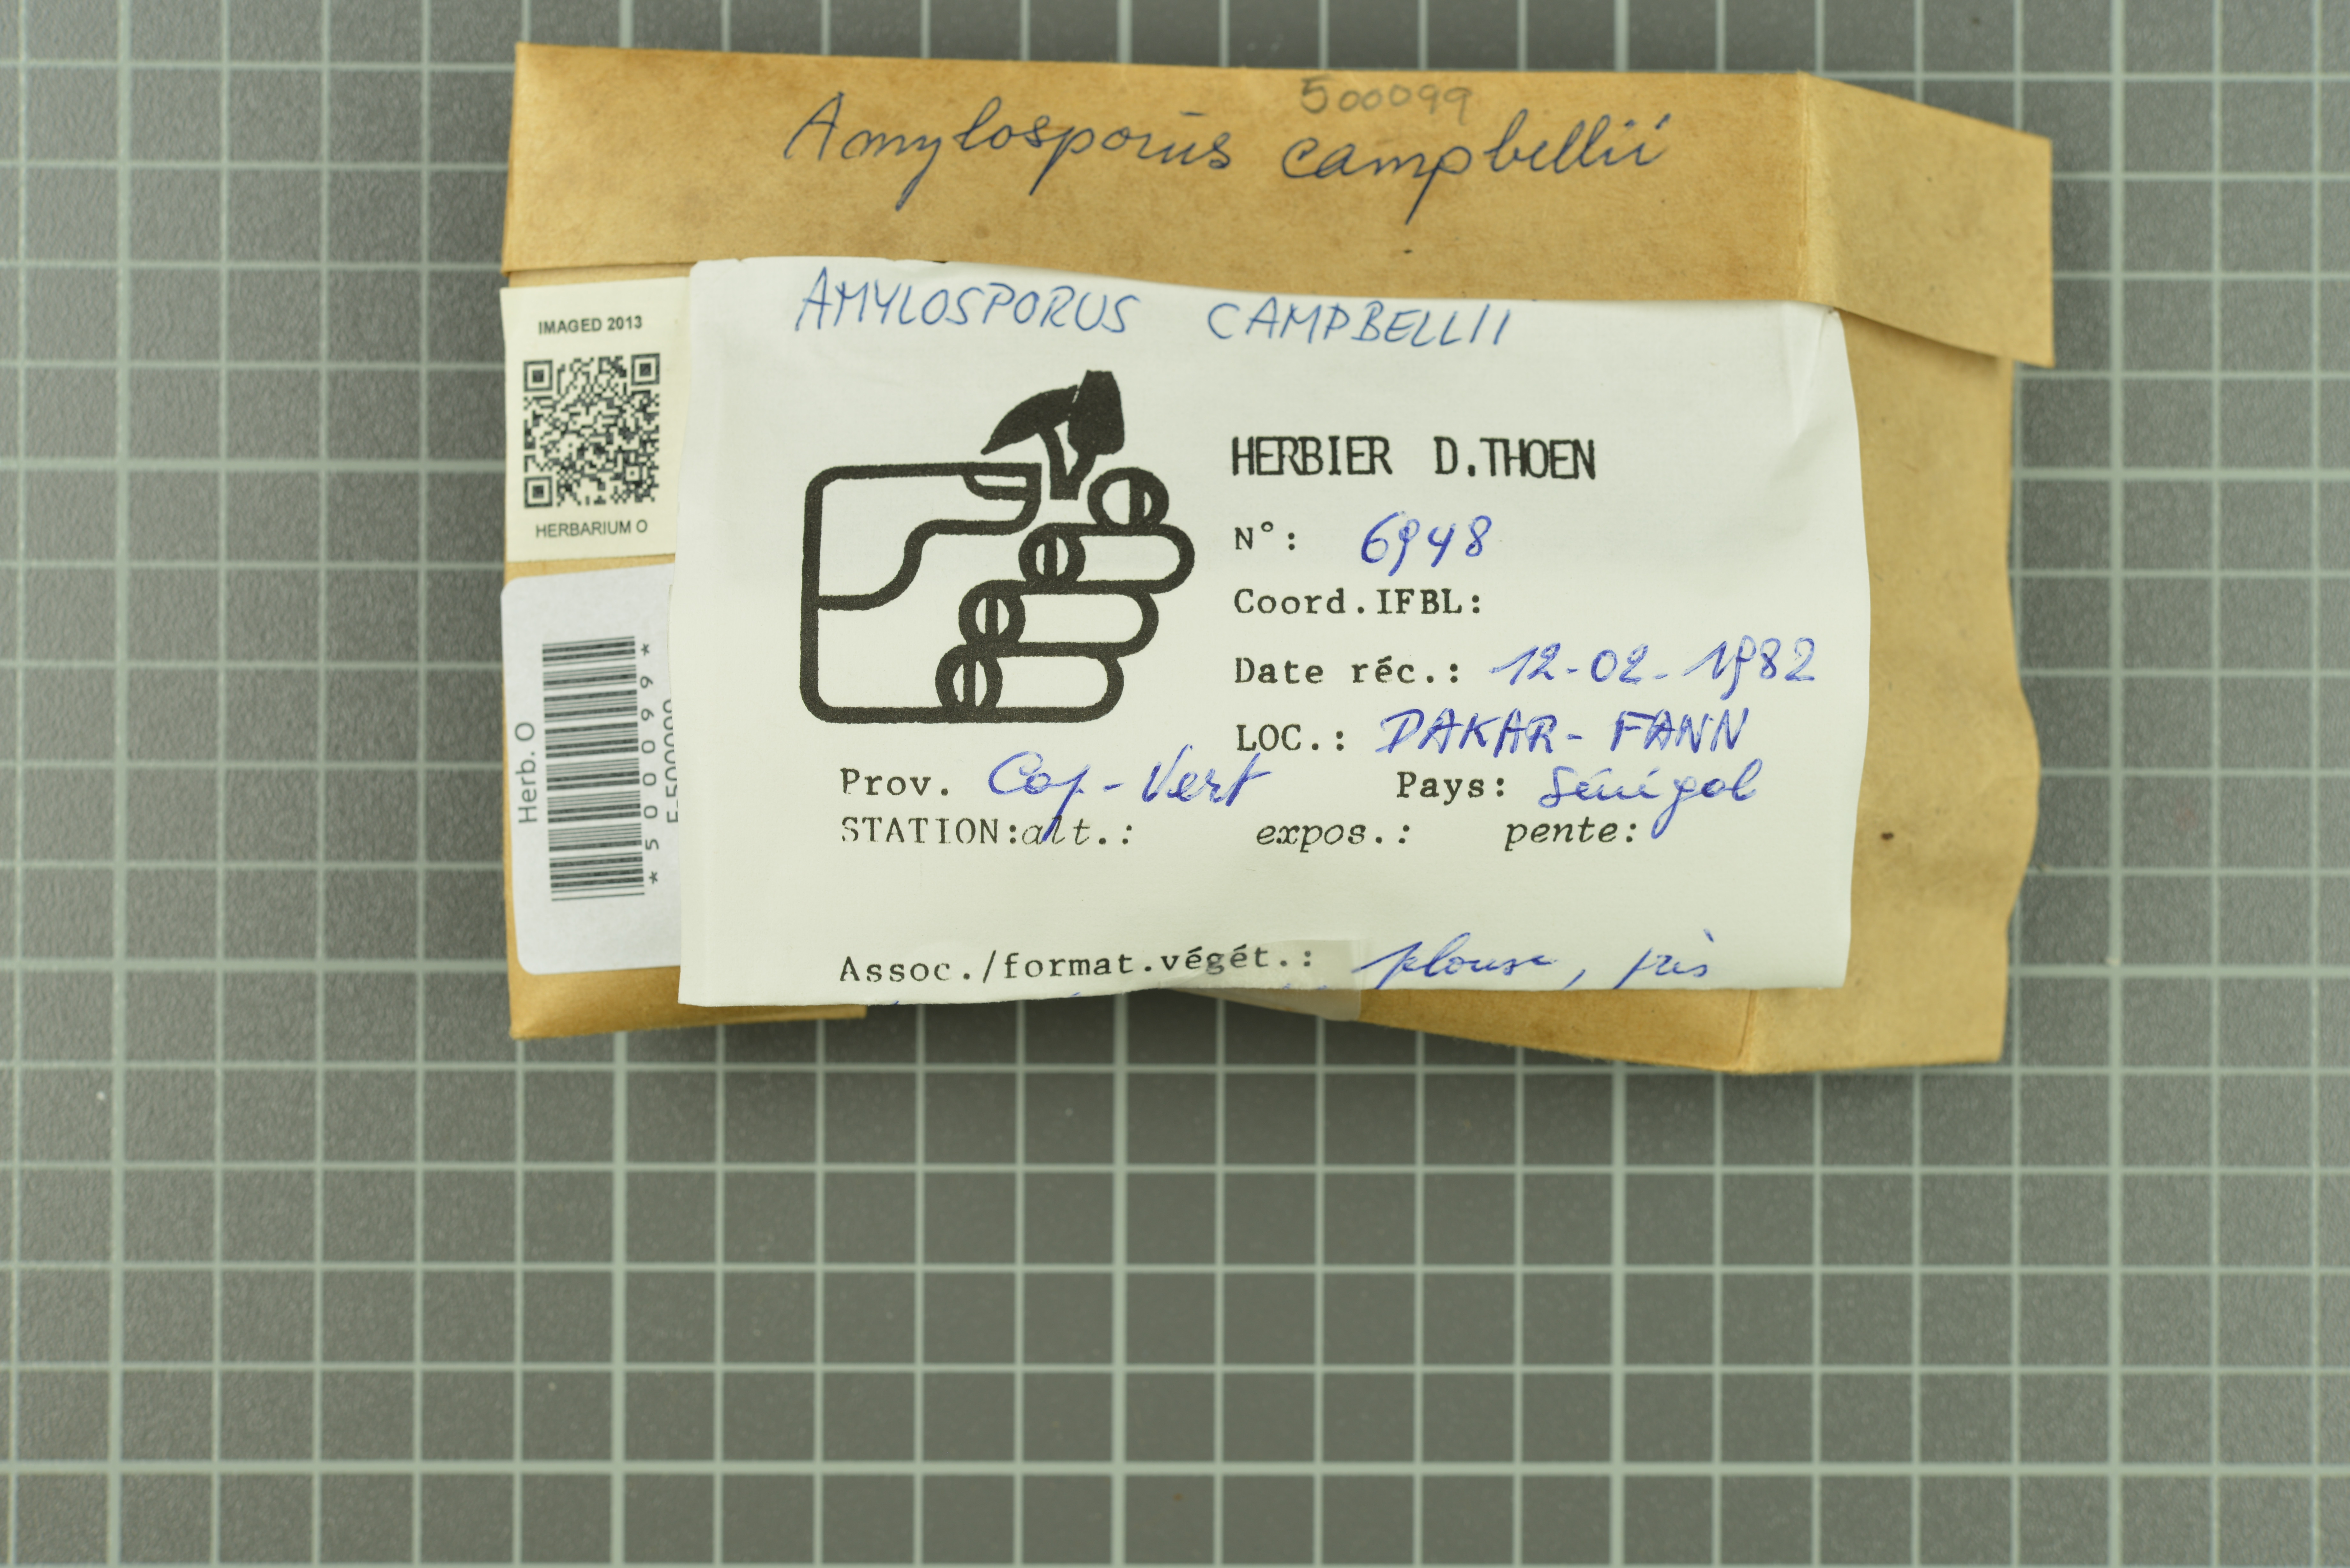 500099
Amylosporus campbellii
IMAGED 2013
HERBARIUM O
Herb. O
*500099*
AMYLOSPORUS CAMPBELLII
HERBIER D.THOEN
N°: 6948
Coord.IFBL:
Date réc.: 12-02-1982
LOC.: DAKAR-FANN
Prov. Cap-Vert Pays: Sénégal
STATION:alt.: expos.: pente:
Assoc./format.végét.: pelouse, près